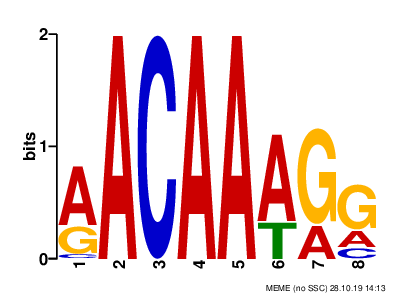 2
bits
1
0
A
G
C
A
C
A
A
A
T
G
A
G
A
C
1 2 3 4 5 6 7 8
MEME (no SSC) 28.10.19 14:13